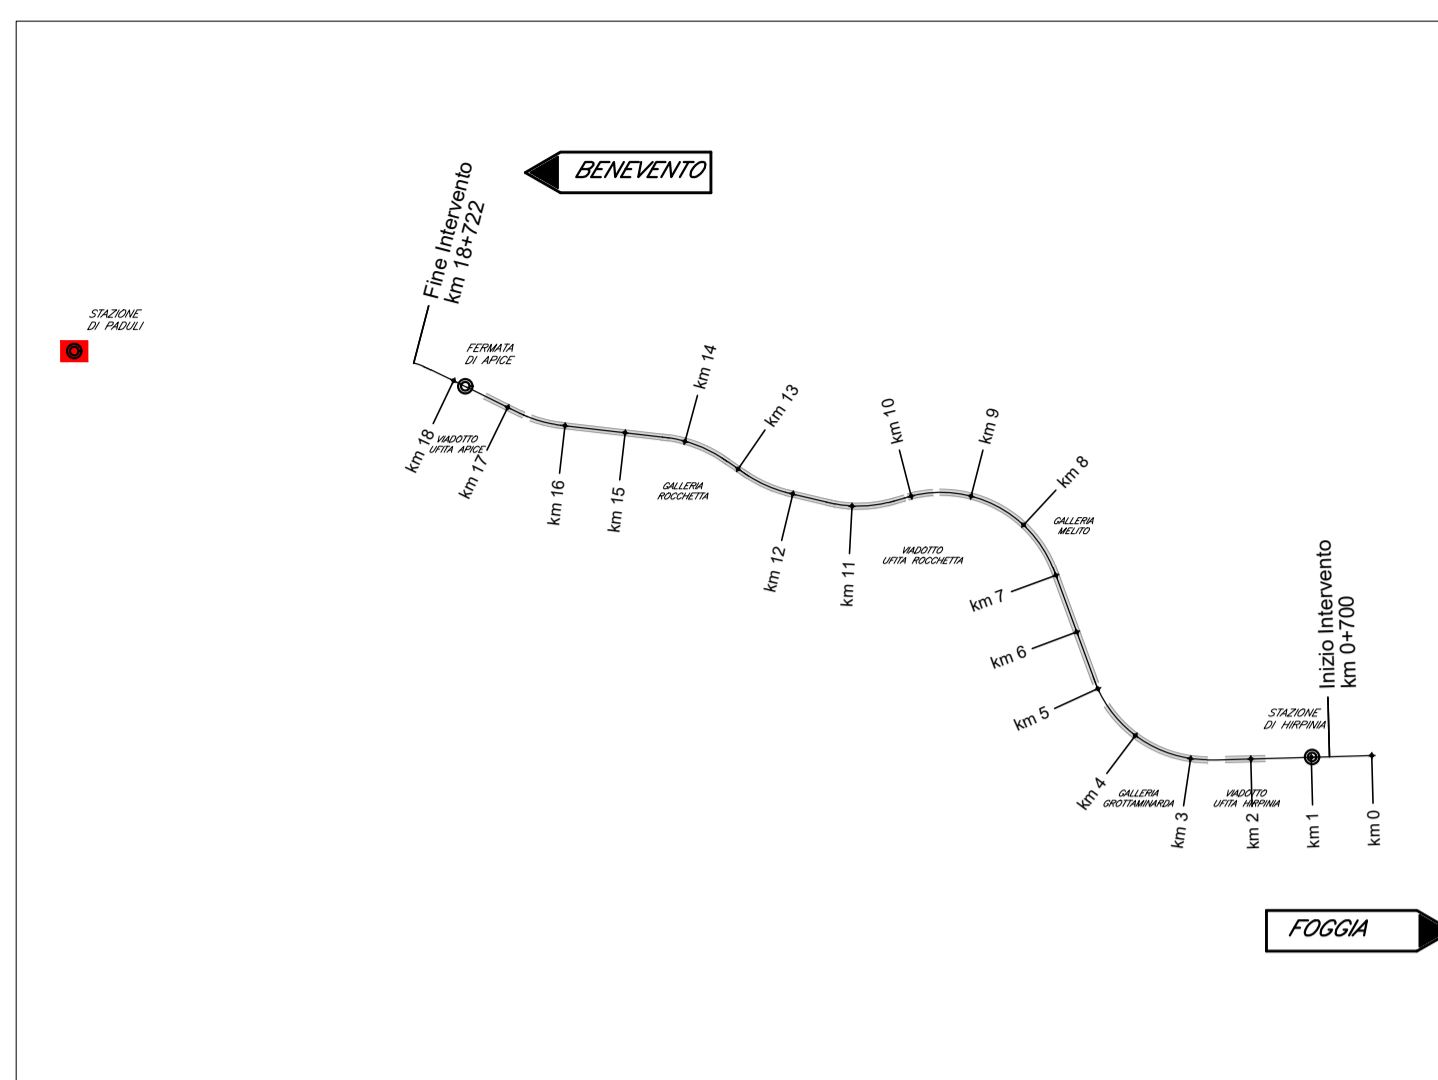 BENEVENTO
Fine Intervento
km 18+722
STAZIONE
DI PADULI
FERMATA
DI APICE
km 18
VIADOTTO
UFITA APICE
km 17
km 16
km 15
GALLERIA
ROCCHETTA
km 14
km 13
km 12
km 11
km 10
VIADOTTO
UFITA ROCCHETTA
km 9
km 8
GALLERIA
MELITO
km 7
km 6
km 5
km 4
GALLERIA
GROTTAMINARDA
km 3
VIADOTTO
UFITA HIRPINIA
km 2
STAZIONE
DI HIRPINIA
Inizio Intervento
km 0+700
km 1
km 0
FOGGIA